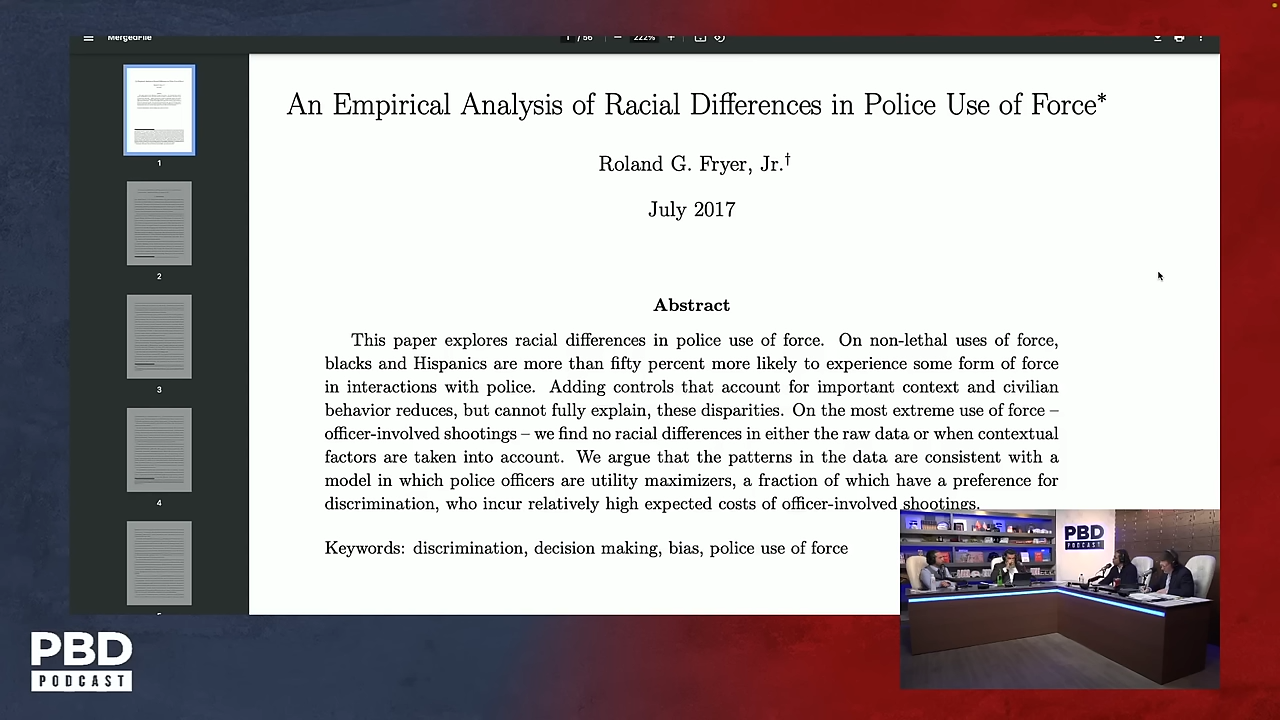 MergedFile
1 / 56
222%
An Empirical Analysis of Racial Differences in Police Use of Force*
Roland G. Fryer, Jr.†
July 2017
Abstract
This paper explores racial differences in police use of force. On non-lethal uses of force,
blacks and Hispanics are more than fifty percent more likely to experience some form of force
in interactions with police. Adding controls that account for important context and civilian
behavior reduces, but cannot fully explain, these disparities. On the most extreme use of force –
officer-involved shootings – we find no racial differences in either the raw data or when contextual
factors are taken into account. We argue that the patterns in the data are consistent with a
model in which police officers are utility maximizers, a fraction of which have a preference for
discrimination, who incur relatively high expected costs of officer-involved shootings.
Keywords: discrimination, decision making, bias, police use of force
1
2
3
4
PBD
PODCAST
PBD
PODCAST